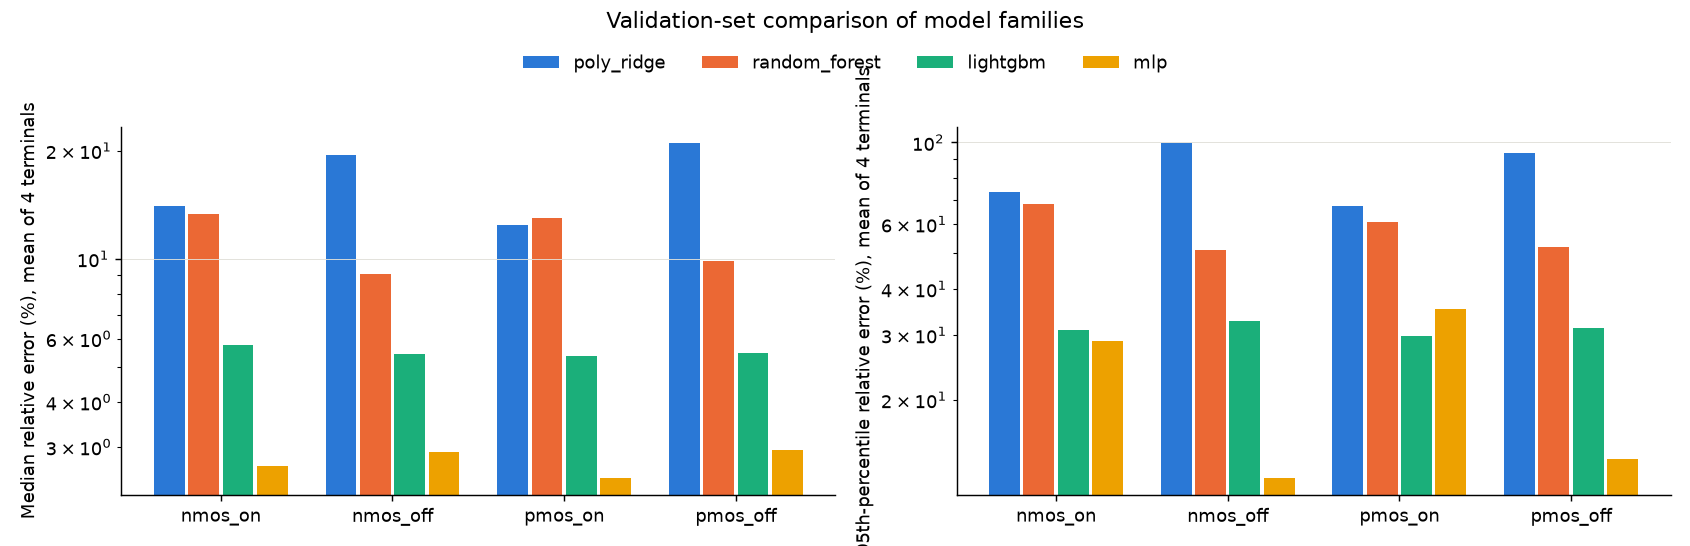 Validation-set comparison of model families
poly_ridge random_forest lightgbm mlp
Median relative error (%), mean of 4 terminals
2 × 10¹
10¹
6 × 10⁰
4 × 10⁰
3 × 10⁰
nmos_on nmos_off pmos_on pmos_off
95th-percentile relative error (%), mean of 4 terminals
10²
6 × 10¹
4 × 10¹
3 × 10¹
2 × 10¹
nmos_on nmos_off pmos_on pmos_off